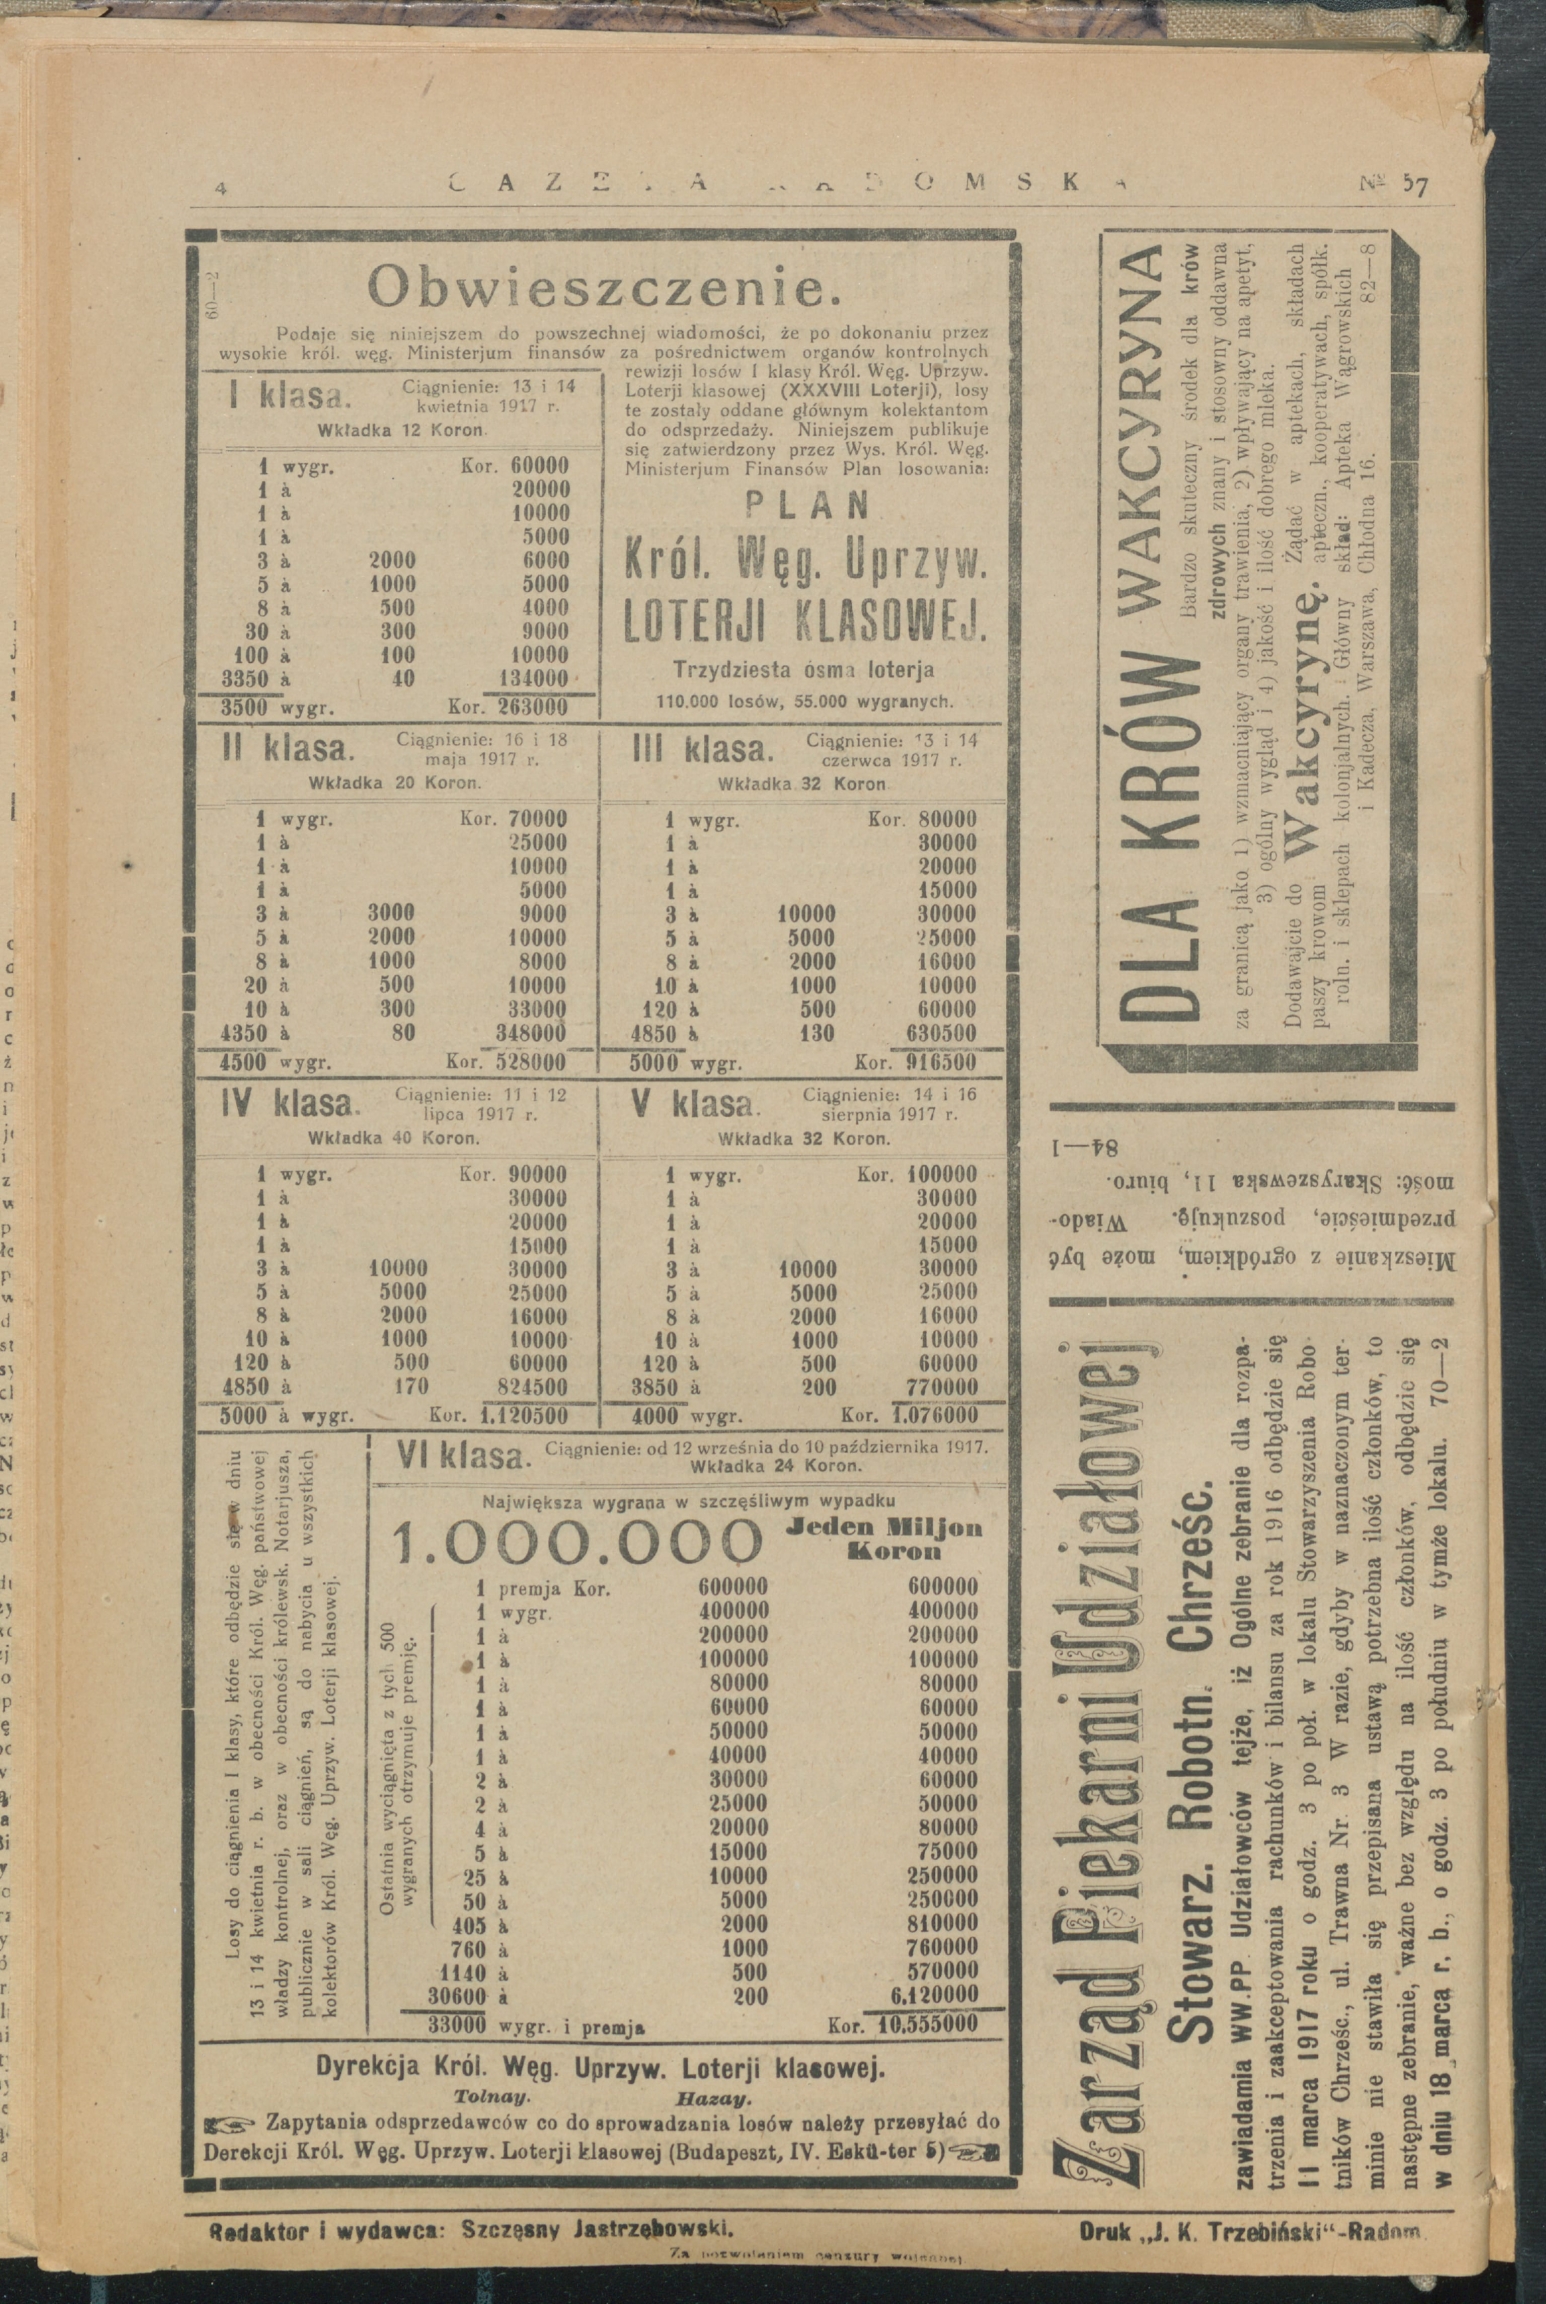 4 GAZETA RADOMSKA № 57
60—2
Obwieszczenie.
Podaje się niniejszem do powszechnej wiadomości, że po dokonaniu przez
wysokie król. węg. Ministerjum finansów za pośrednictwem organów kontrolnych
rewizji losów I klasy Król. Węg. Uprzyw.
Loterji klasowej (XXXVIII Loterji), losy
te zostały oddane głównym kolektantom
do odsprzedaży. Niniejszem publikuje
się zatwierdzony przez Wys. Król. Węg.
Ministerjum Finansów Plan losowania:
PLAN
Król. Węg. Uprzyw.
LOTERJI KLASOWEJ.
Trzydziesta ósma loterja
110.000 losów, 55.000 wygranych.
I klasa. Ciągnienie: 13 i 14
kwietnia 1917 r.
Wkładka 12 Koron.
1 wygr. Kor. 60000
1 à 20000
1 à 10000
1 à 5000
3 à 2000 6000
5 à 1000 5000
8 à 500 4000
30 à 300 9000
100 à 100 10000
3350 à 40 134000
3500 wygr. Kor. 263000
II klasa. Ciągnienie: 16 i 18
maja 1917 r.
Wkładka 20 Koron.
1 wygr. Kor. 70000
1 à 25000
1 à 10000
1 à 5000
3 à 3000 9000
5 à 2000 10000
8 à 1000 8000
20 à 500 10000
10 à 300 33000
4350 à 80 348000
4500 wygr. Kor. 528000
III klasa. Ciągnienie: 13 i 14
czerwca 1917 r.
Wkładka 32 Koron
1 wygr. Kor. 80000
1 à 30000
1 à 20000
1 à 15000
3 à 10000 30000
5 à 5000 25000
8 à 2000 16000
10 à 1000 10000
120 à 500 60000
4850 à 130 630500
5000 wygr. Kor. 916500
IV klasa. Ciągnienie: 11 i 12
lipca 1917 r.
Wkładka 40 Koron.
1 wygr. Kor. 90000
1 à 30000
1 à 20000
1 à 15000
3 à 10000 30000
5 à 5000 25000
8 à 2000 16000
10 à 1000 10000
120 à 500 60000
4850 à 170 824500
5000 à wygr. Kor. 1.120500
V klasa. Ciągnienie: 14 i 16
sierpnia 1917 r.
Wkładka 32 Koron.
1 wygr. Kor. 100000
1 à 30000
1 à 20000
1 à 15000
3 à 10000 30000
5 à 5000 25000
8 à 2000 16000
10 à 1000 10000
120 à 500 60000
3850 à 200 770000
4000 wygr. Kor. 1.076000
Losy do ciągnienia I klasy, które odbędzie się w dniu
13 i 14 kwietnia r. b. w obecności Król. Węg. państwowej
władzy kontrolnej, oraz w obecności królewsk. Notarjusza,
publicznie w sali ciągnień, są do nabycia u wszystkich
kolektorów Król. Węg. Uprzyw. Loterji klasowej.
VI klasa. Ciągnienie: od 12 września do 10 października 1917.
Wkładka 24 Koron.
Największa wygrana w szczęśliwym wypadku
1.000.000 Jeden Miljon
Koron
Ostatnia wyciągnięta z tych 500
wygranych otrzymuje premję.
1 premja Kor. 600000 600000
1 wygr. 400000 400000
1 à 200000 200000
1 à 100000 100000
1 à 80000 80000
1 à 60000 60000
1 à 50000 50000
1 à 40000 40000
2 à 30000 60000
2 à 25000 50000
4 à 20000 80000
5 à 15000 75000
25 à 10000 250000
50 à 5000 250000
405 à 2000 810000
760 à 1000 760000
1140 à 500 570000
30600 à 200 6.120000
33000 wygr. i premja Kor. 10.555000
Dyrekcja Król. Węg. Uprzyw. Loterji klasowej.
Tolnay. Hazay.
Zapytania odsprzedawców co do sprowadzania losów należy przesyłać do
Derekcji Król. Węg. Uprzyw. Loterji klasowej (Budapeszt, IV. Eskü-ter 5)
DLA KRÓW WAKCYRYNA
Bardzo skuteczny środek dla krów
zdrowych znany i stosowny oddawna
za granicą jako 1) wzmacniający organy trawienia, 2) wpływający na apetyt,
3) ogólny wygląd i 4) jakość i ilość dobrego mleka.
Dodawajcie do paszy krowom Wakcyrynę. Żądać w aptekach, składach
apteczn., kooperatywach, spółk.
roln. i sklepach kolonjalnych. Główny skład: Apteka Wągrowskich
i Kadecza, Warszawa, Chłodna 16. 82—8
Mieszkanie z ogródkiem, może być
przedmieście, poszukuję. Wiado-
mość: Skaryszewska 11, biuro.
84—1
Zarząd Piekarni Udziałowej
Stowarz. Robotn. Chrześc.
zawiadamia WW.PP. Udziałowców tejże, iż Ogólne zebranie dla rozpa-
trzenia i zaakceptowania rachunków i bilansu za rok 1916 odbędzie się
11 marca 1917 roku o godz. 3 po poł. w lokalu Stowarzyszenia Robo-
tników Chrześc., ul. Trawna Nr. 3 W razie, gdyby w naznaczonym ter-
minie nie stawiła się przepisana ustawą potrzebna ilość członków, to
następne zebranie, ważne bez względu na ilość członków, odbędzie się
w dniu 18 marca r. b., o godz. 3 po południu w tymże lokalu. 70—2
Redaktor i wydawca: Szczęsny Jastrzębowski. Druk „J. K. Trzebiński“-Radom
Za pozwoleniem cenzury wojennej